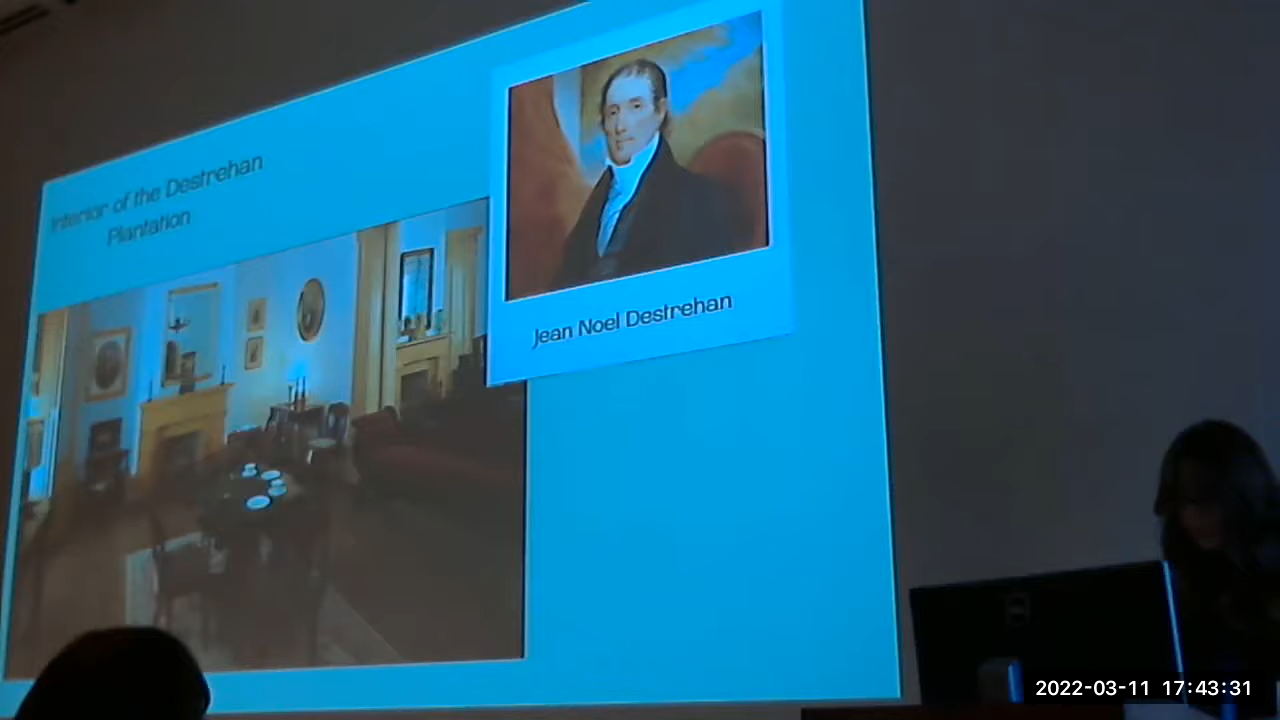 Interior of the Destrehan
Plantation
Jean Noel Destrehan
2022-03-11 17:43:31